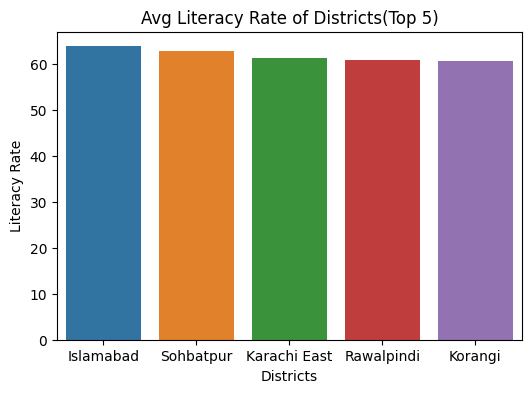 Avg Literacy Rate of Districts(Top 5)
Literacy Rate
60
50
40
30
20
10
0
Islamabad Sohbatpur Karachi East Rawalpindi Korangi
Districts